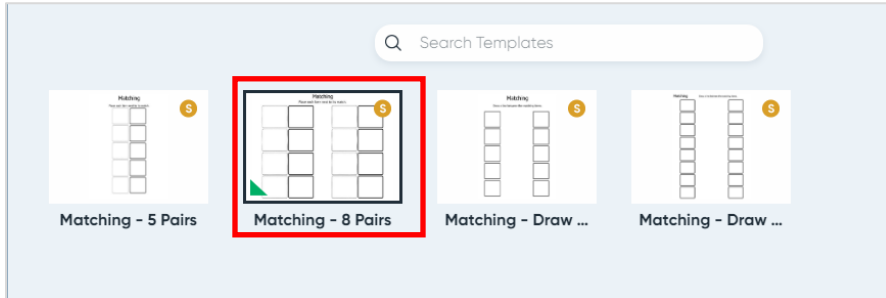 Search Templates
Matching
S
Matching
S
Matching
S
Matching
S
Matching - 5 Pairs
Matching - 8 Pairs
Matching - Draw ...
Matching - Draw ...